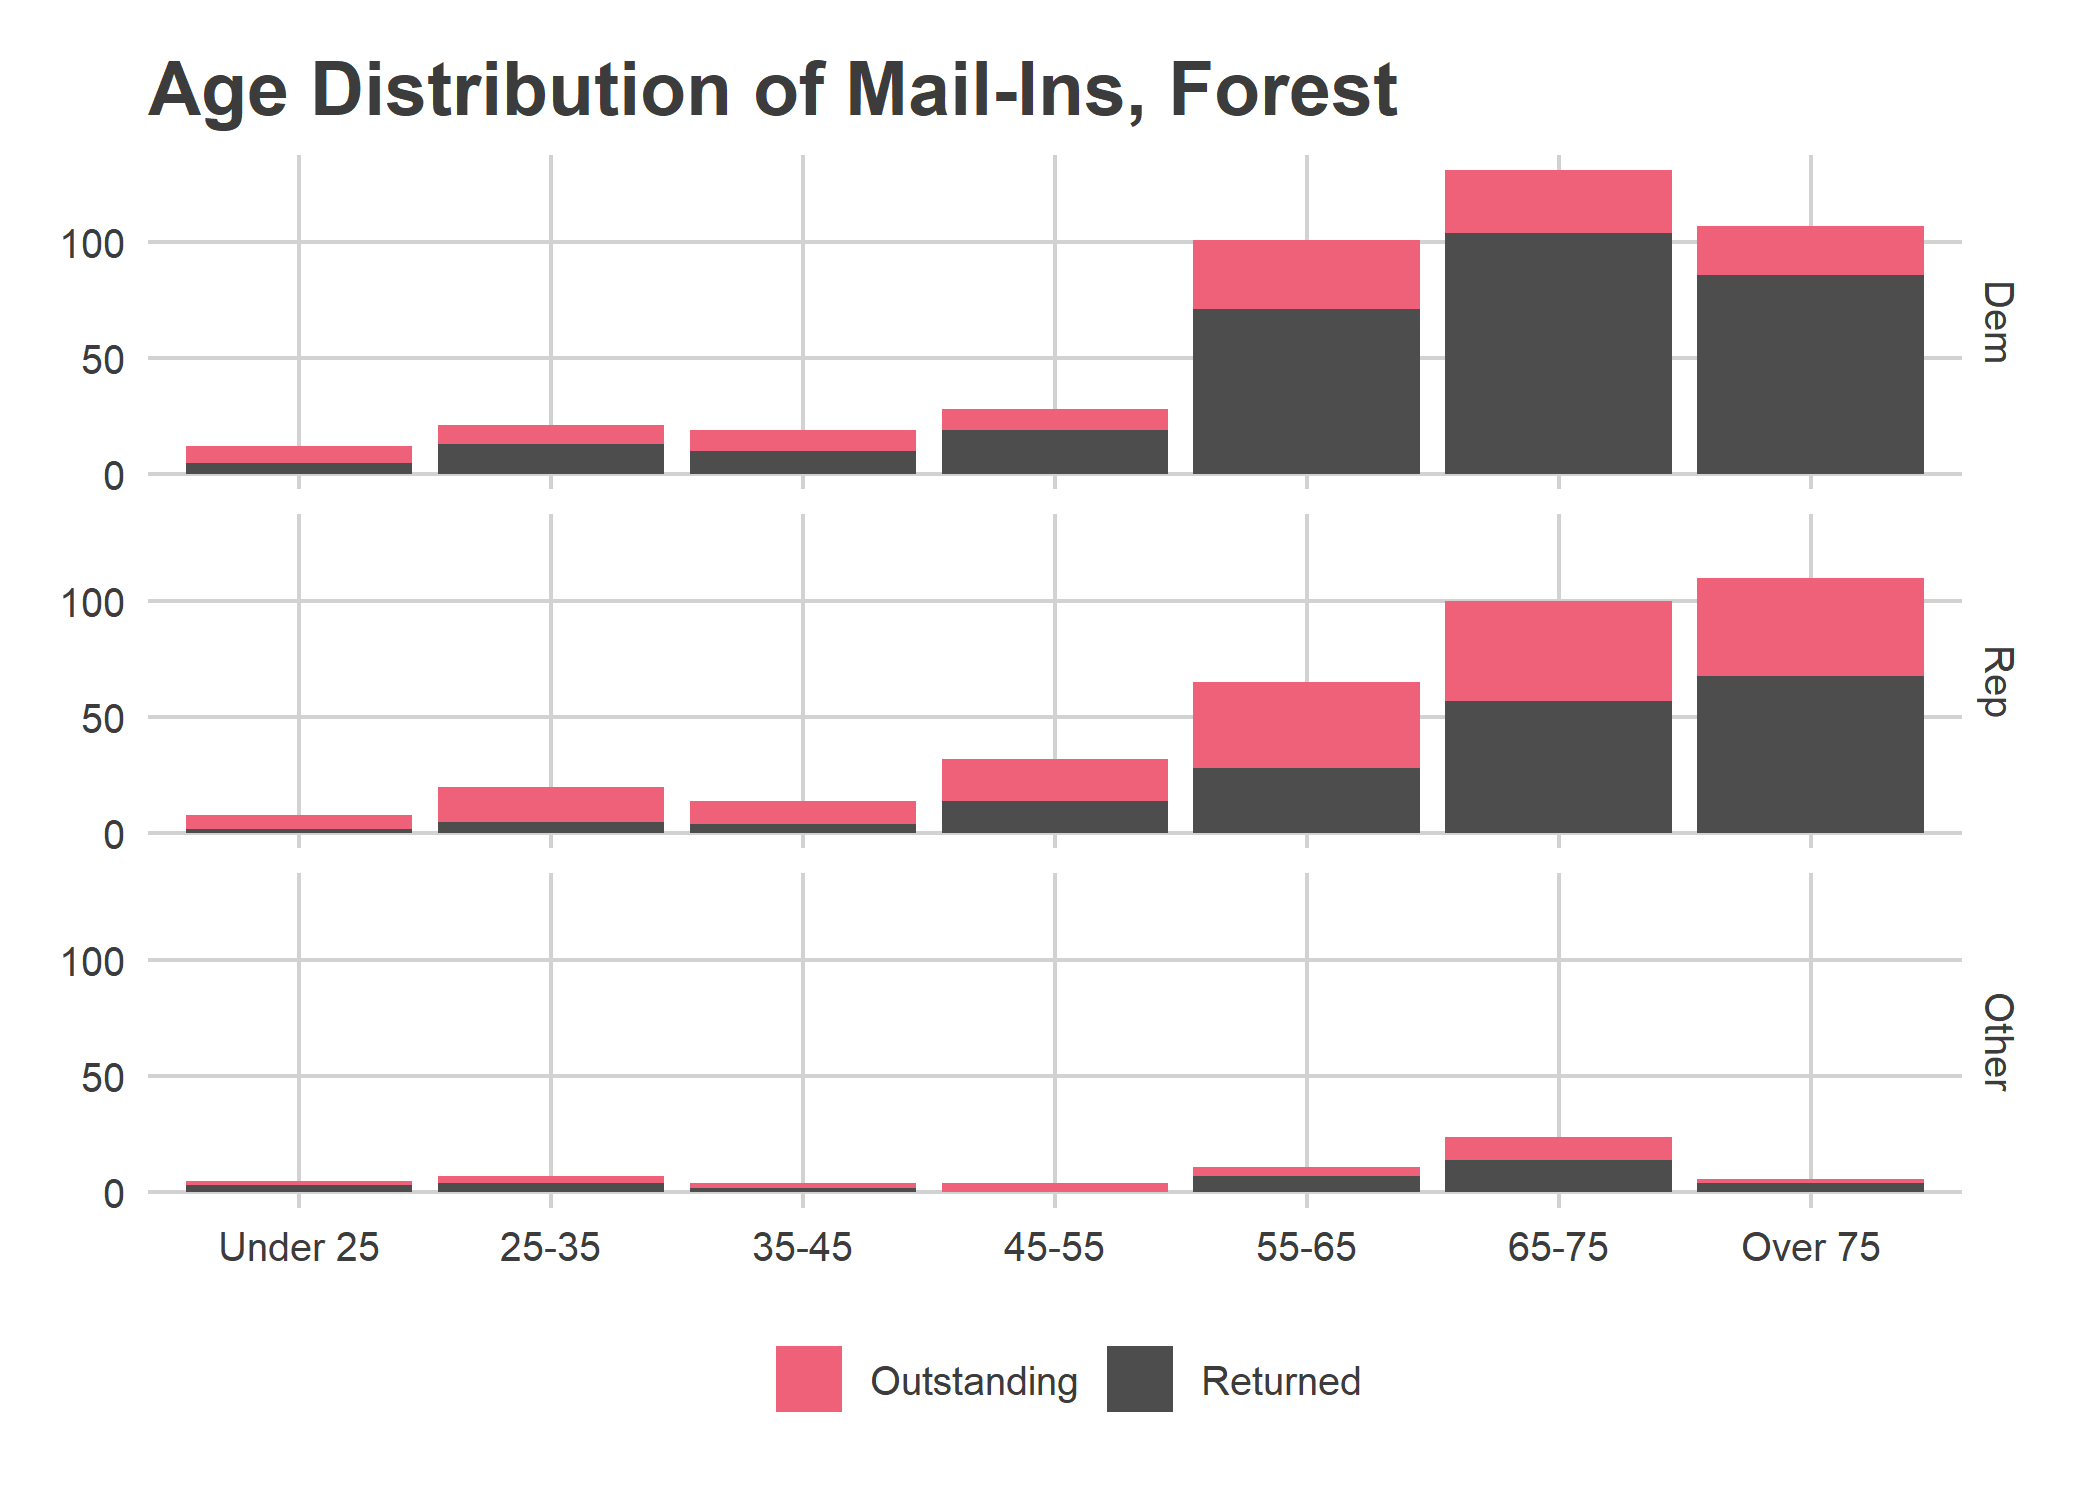 Age Distribution of Mail-Ins, Forest
100
50
0
Dem
100
50
0
Rep
100
50
0
Other
Under 25 25-35 35-45 45-55 55-65 65-75 Over 75
Outstanding Returned